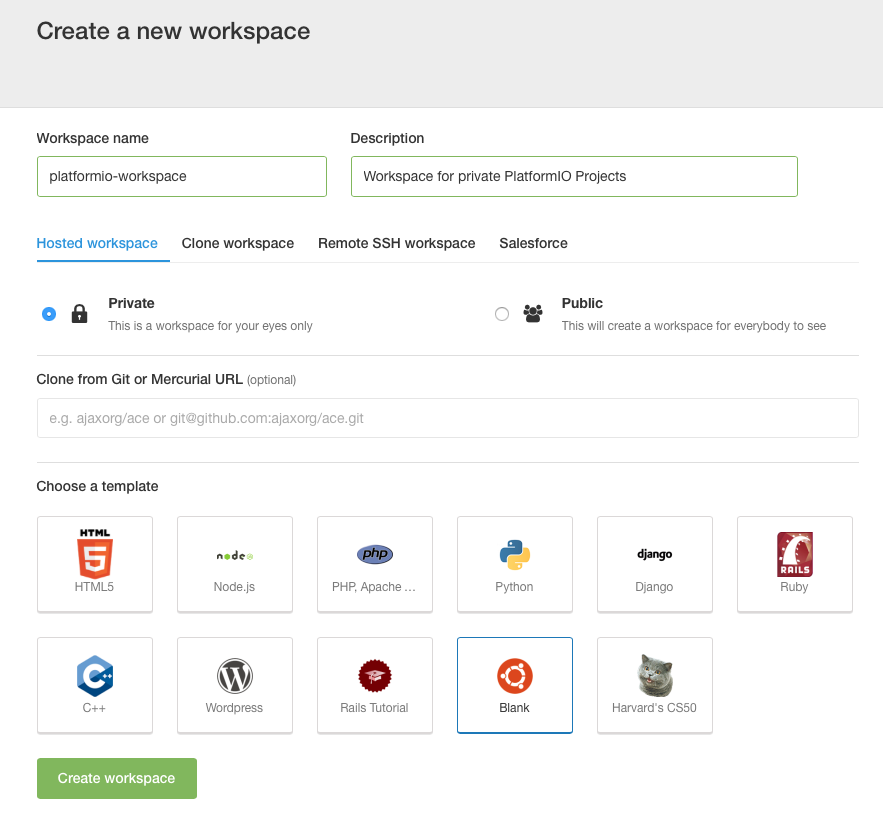 Create a new workspace
Workspace name
Description
platformio-workspace
Workspace for private PlatformIO Projects
Hosted workspace
Clone workspace
Remote SSH workspace
Salesforce
Private
This is a workspace for your eyes only
Public
This will create a workspace for everybody to see
Clone from Git or Mercurial URL (optional)
e.g. ajaxorg/ace or git@github.com:ajaxorg/ace.git
Choose a template
HTML
5
HTML5
node
Node.js
php
PHP, Apache ...
Python
django
Django
RAILS
Ruby
C++
C++
W
Wordpress
Rails Tutorial
Blank
Harvard's CS50
Create workspace